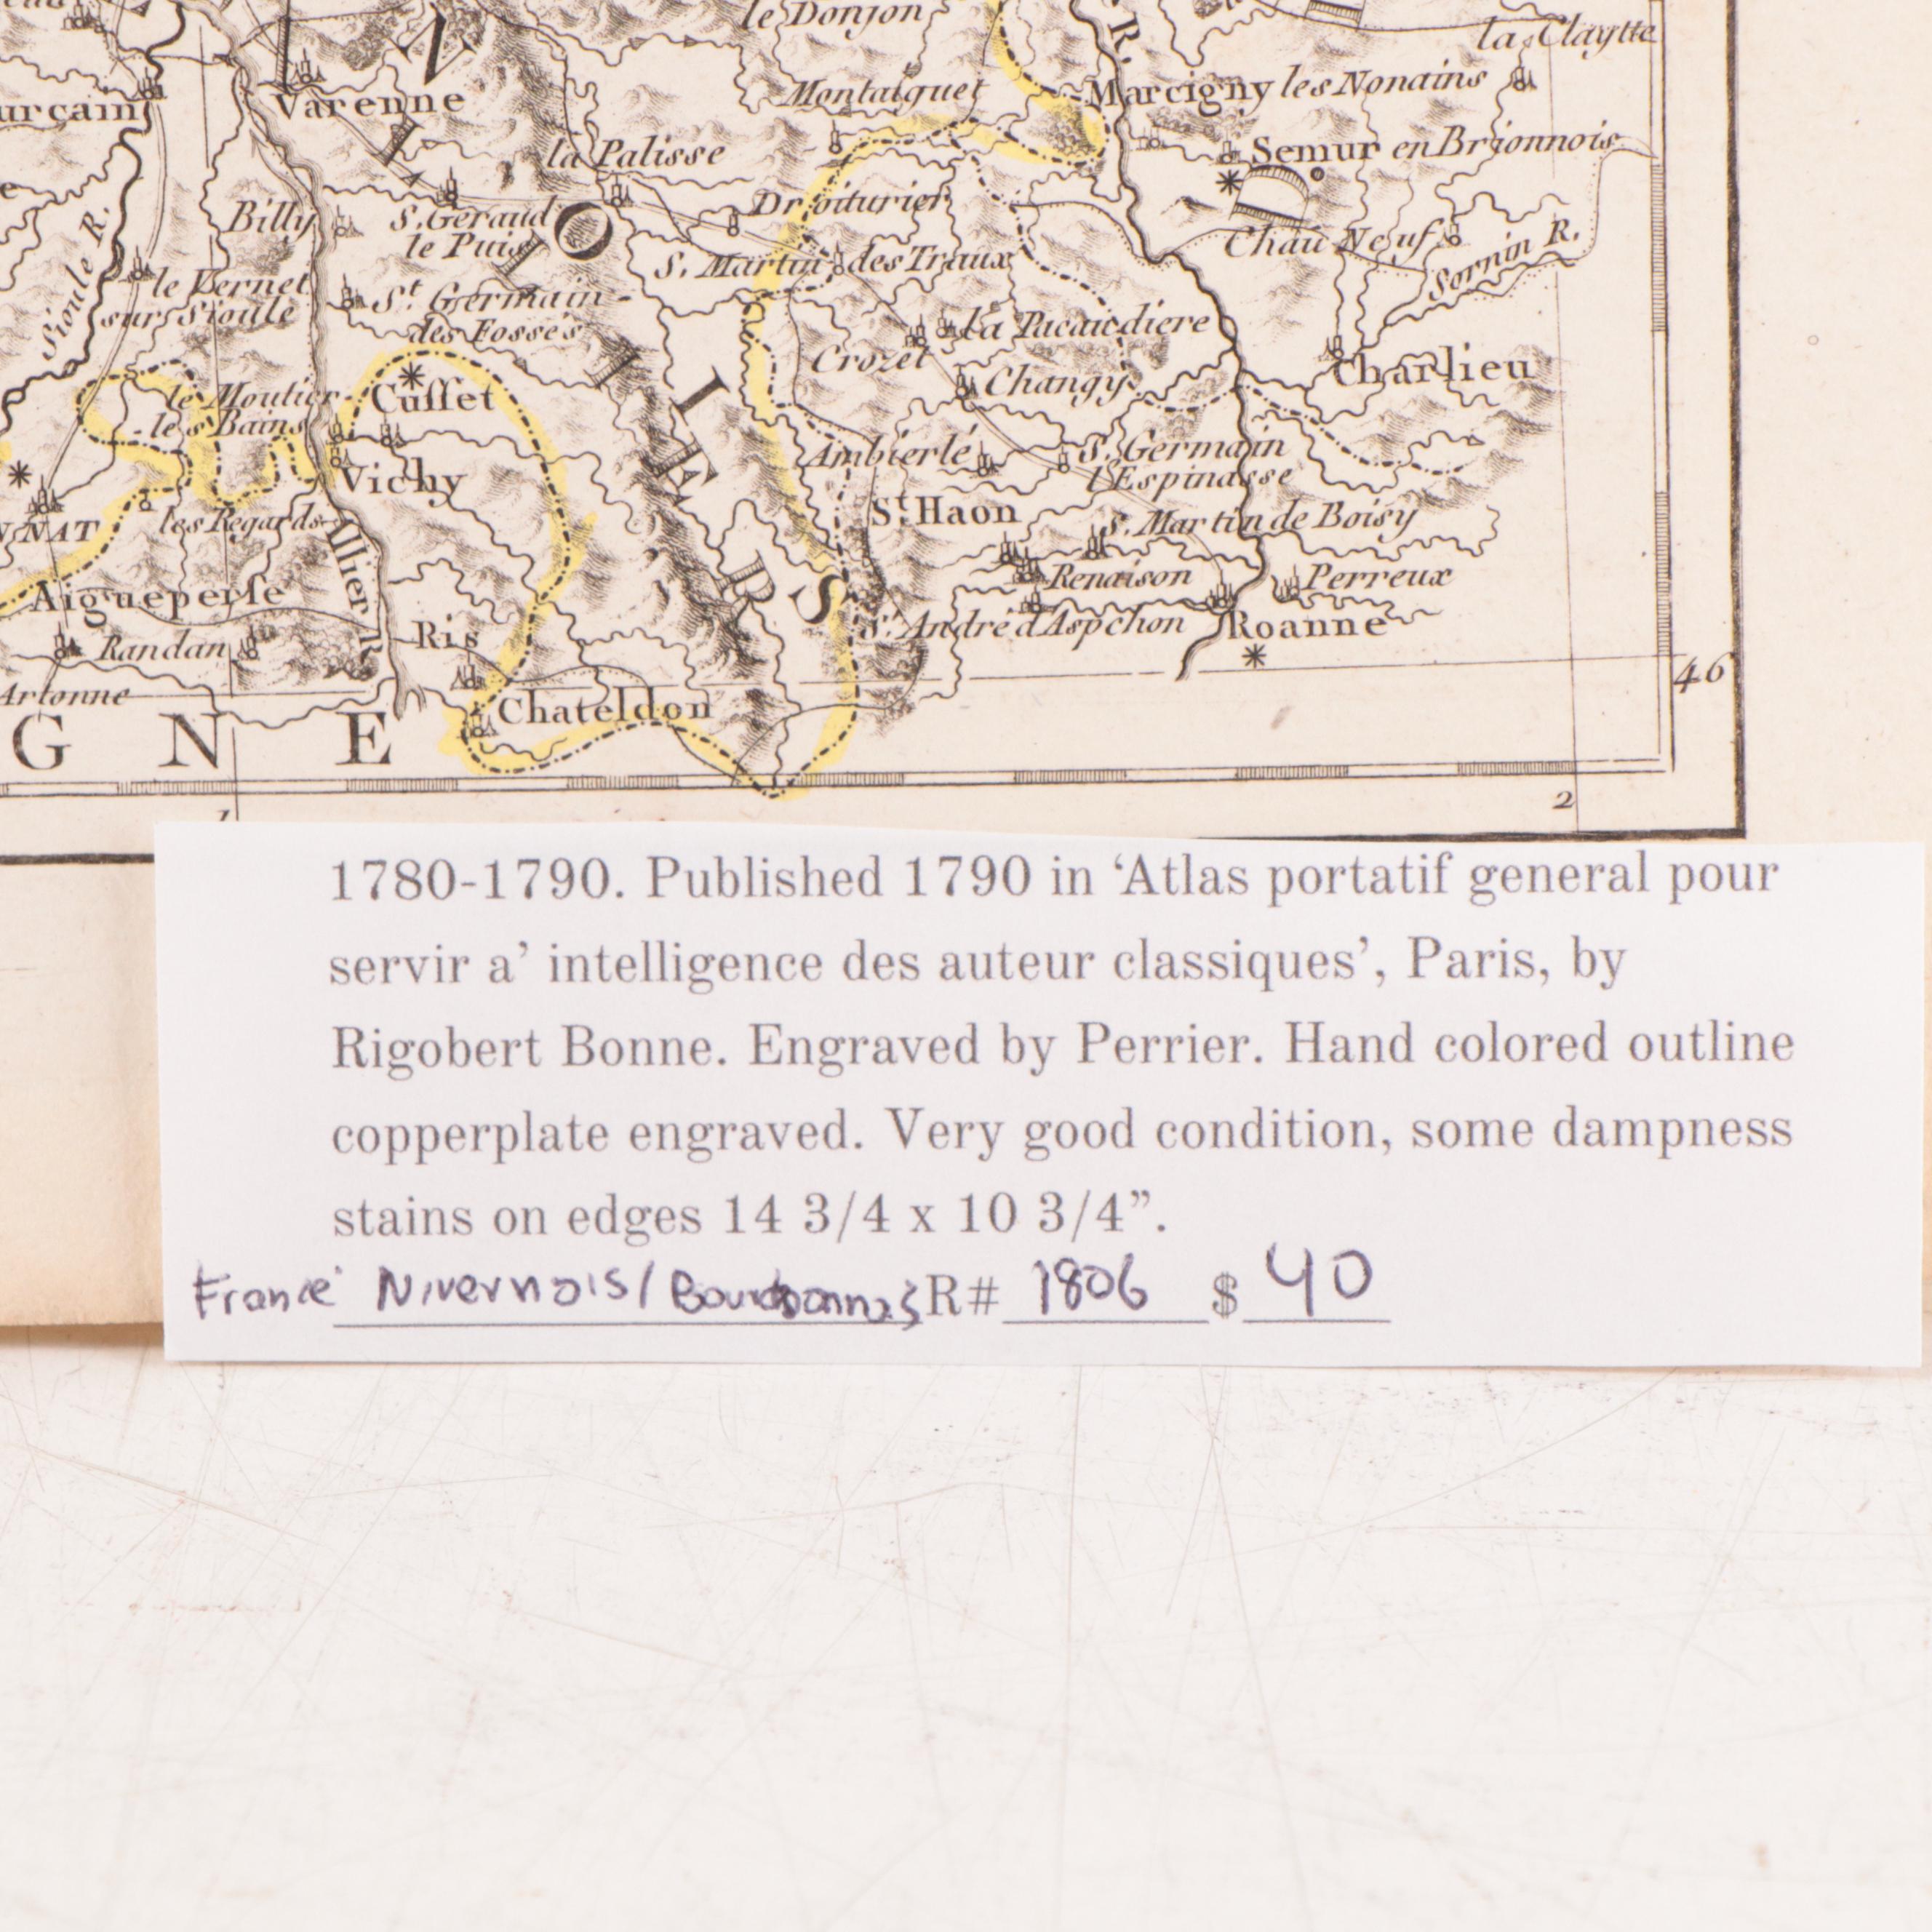 le Donjon
la Claytte
Varenne
Montaiguet
Marcigny les Nonains
urcain
la Palisse
Semur en Brionnois
R.
Billy
S. Geraud
le Puis
Droiturier
Chau Neuf
Sornin R.
Sioule R.
le Vernet
sur Sioule
St. Germain
des Fossés
S. Martin des Traux
la Pacaudiere
Crozet
Changy
Charlieu
le Moutier
les Bains
Cusset
Vichy
Ambierle
S. Germain
l'Espinasse
NNAT
les Regards
St. Haon
S. Martin de Boisy
Allier R.
Renaison
Perreux
Aigueperse
Ris
St. André d'Aspchon
Roanne
Randan
Artonne
Chateldon
46
G N E
1
2
1780-1790. Published 1790 in ‘Atlas portatif general pour
servir a’ intelligence des auteur classiques’, Paris, by
Rigobert Bonne. Engraved by Perrier. Hand colored outline
copperplate engraved. Very good condition, some dampness
stains on edges 14 3/4 x 10 3/4”.
France Nivernois/ Bourbonnois R# 1806 $ 40